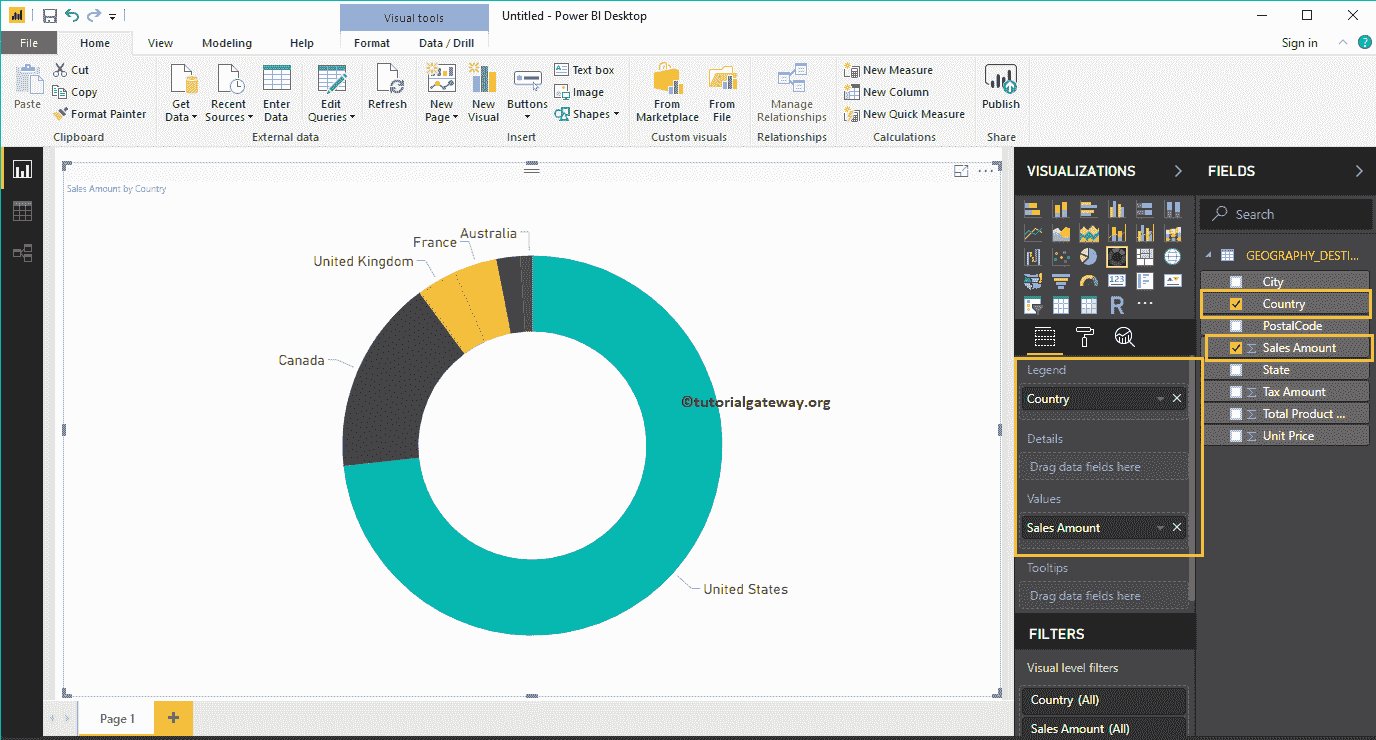 Visual tools
Untitled - Power BI Desktop
File
Home
View
Modeling
Help
Format
Data / Drill
Sign in
?
Paste
Cut
Copy
Format Painter
Clipboard
Get
Data
Recent
Sources
Enter
Data
Edit
Queries
External data
Refresh
New
Page
New
Visual
Buttons
Text box
Image
Shapes
Insert
From
Marketplace
From
File
Custom visuals
Manage
Relationships
Relationships
New Measure
New Column
New Quick Measure
Calculations
Publish
Share
Sales Amount by Country
Australia
France
United Kingdom
Canada
United States
©tutorialgateway.org
VISUALIZATIONS
123
R
...
Legend
Country
Details
Drag data fields here
Values
Sales Amount
Tooltips
Drag data fields here
FILTERS
Visual level filters
Country (All)
Sales Amount (All)
FIELDS
Search
GEOGRAPHY_DESTI...
City
Country
PostalCode
Σ Sales Amount
State
Σ Tax Amount
Σ Total Product ...
Σ Unit Price
Page 1
+